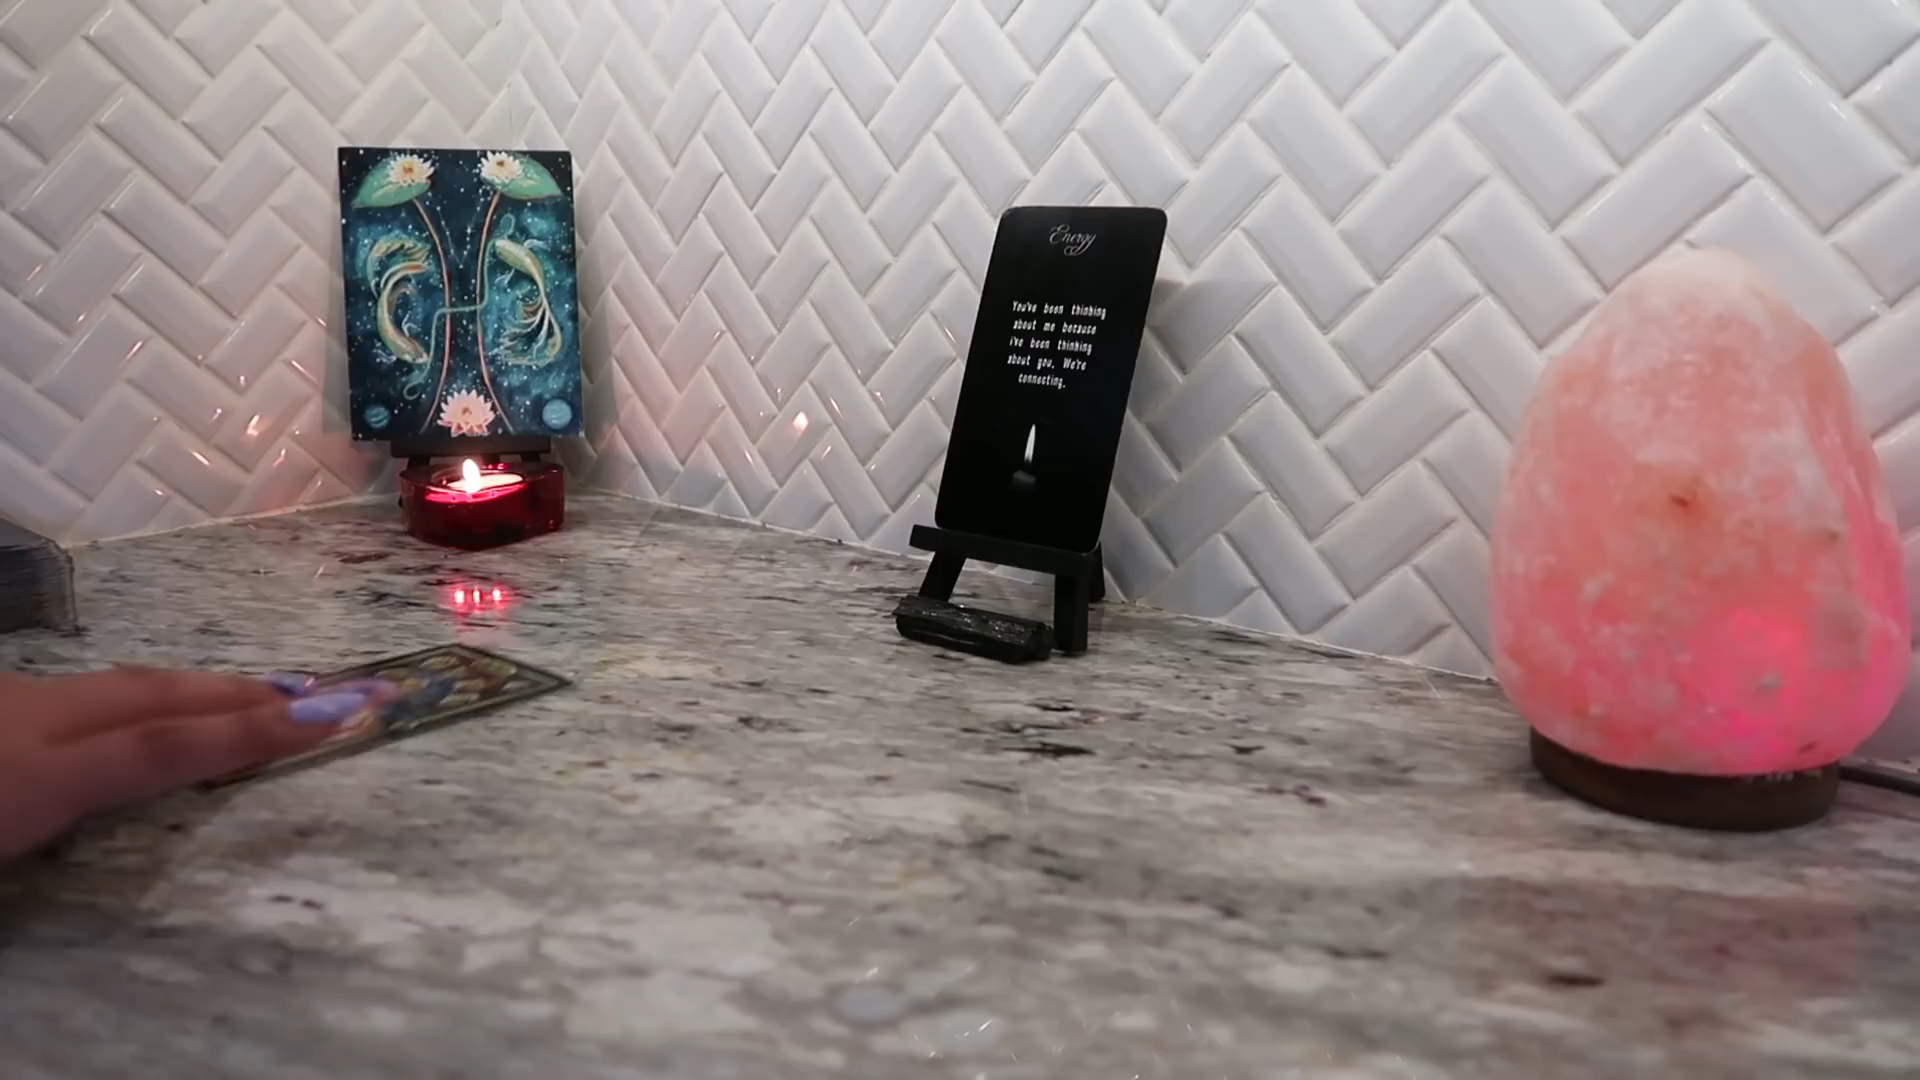 Energy
You've been thinking
about me because
i've been thinking
about you. We're
connecting.